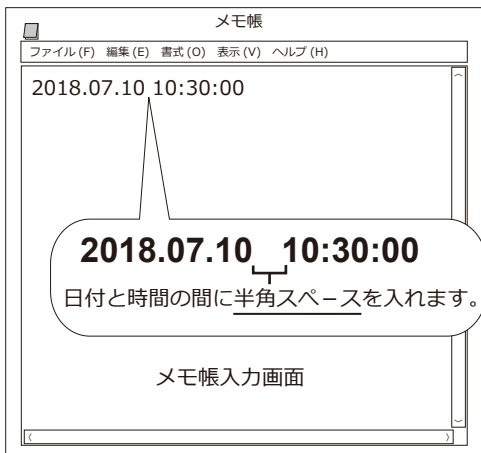 メモ帳
ファイル(F) 編集(E) 書式(O) 表示(V) ヘルプ(H)
2018.07.10 10:30:00
2018.07.10 10:30:00
日付と時間の間に半角スペースを入れます。
メモ帳入力画面